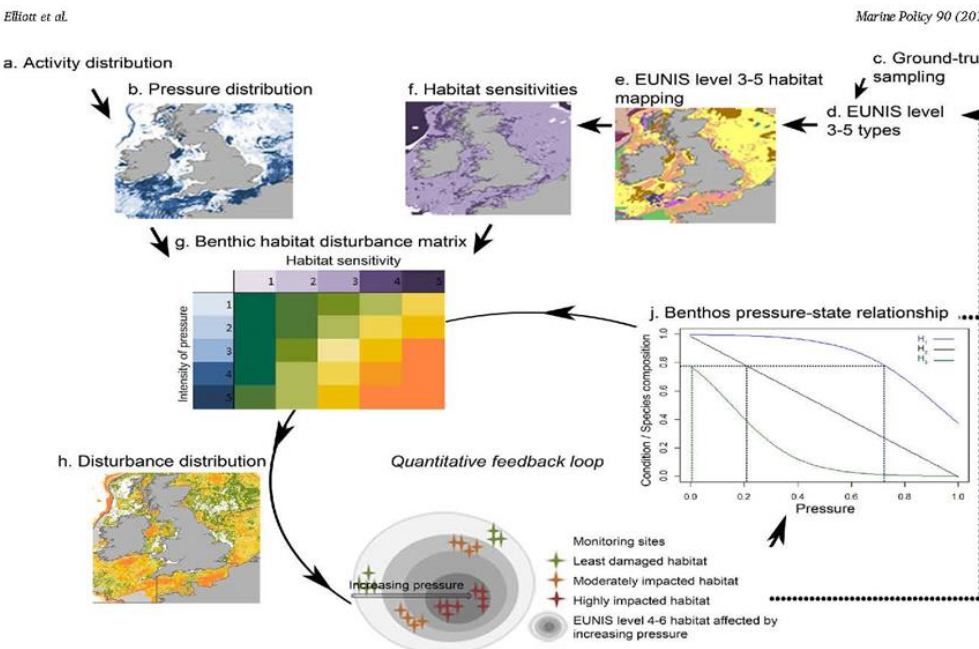 Elliott et al.
Marine Policy 90 (201
a. Activity distribution
b. Pressure distribution
f. Habitat sensitivities
e. EUNIS level 3-5 habitat
mapping
c. Ground-tru
sampling
d. EUNIS level
3-5 types
g. Benthic habitat disturbance matrix
Habitat sensitivity
1 2 3 4 5
Intensity of pressure
1
2
3
4
5
j. Benthos pressure-state relationship
H1
H2
H3
Condition / Species composition
1.0
0.8
0.6
0.4
0.2
0.0
0.0 0.2 0.4 0.6 0.8 1.0
Pressure
h. Disturbance distribution
Quantitative feedback loop
Increasing pressure
Monitoring sites
Least damaged habitat
Moderately impacted habitat
Highly impacted habitat
EUNIS level 4-6 habitat affected by
increasing pressure